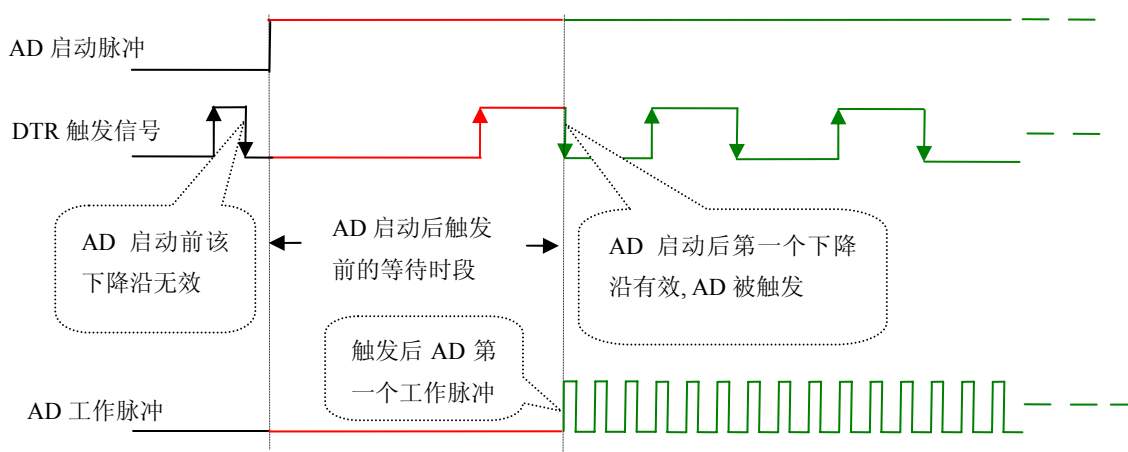 AD 启动脉冲
DTR 触发信号
AD 启动前该
下降沿无效
AD 启动后触发
前的等待时段
AD 启动后第一个下降
沿有效, AD 被触发
触发后 AD 第
一个工作脉冲
AD 工作脉冲